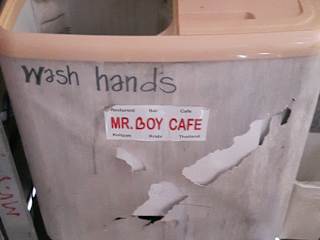 wash hands
Restaurant Bar Cafe
MR. BOY CAFE
Thailand